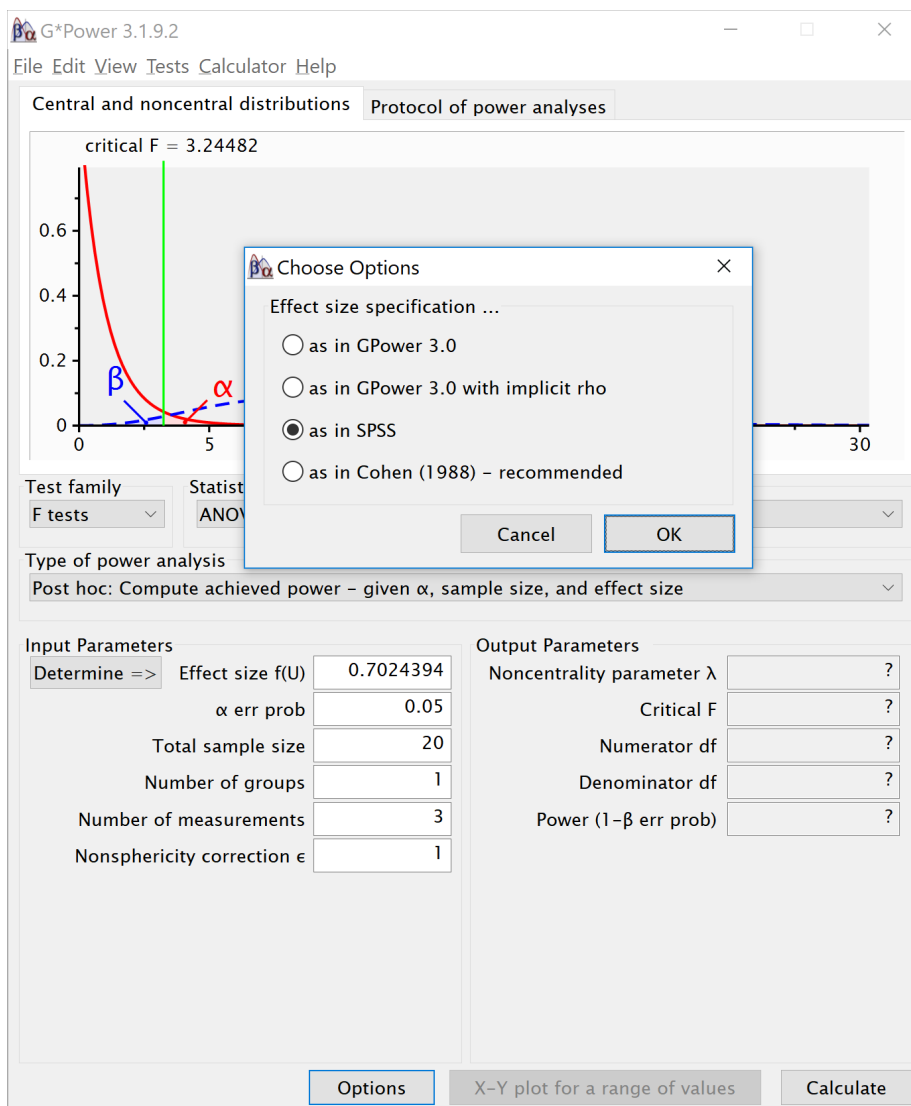 G*Power 3.1.9.2
File Edit View Tests Calculator Help
Central and noncentral distributions
Protocol of power analyses
critical F = 3.24482
0.6
0.4
0.2
0
β
α
0
5
30
Choose Options
Effect size specification ...
as in GPower 3.0
as in GPower 3.0 with implicit rho
as in SPSS
as in Cohen (1988) – recommended
Cancel
OK
Test family
Statist
F tests
ANOV
Type of power analysis
Post hoc: Compute achieved power – given α, sample size, and effect size
Input Parameters
Determine =>
Effect size f(U) 0.7024394
α err prob 0.05
Total sample size 20
Number of groups 1
Number of measurements 3
Nonsphericity correction ϵ 1
Output Parameters
Noncentrality parameter λ ?
Critical F ?
Numerator df ?
Denominator df ?
Power (1–β err prob) ?
Options
X–Y plot for a range of values
Calculate